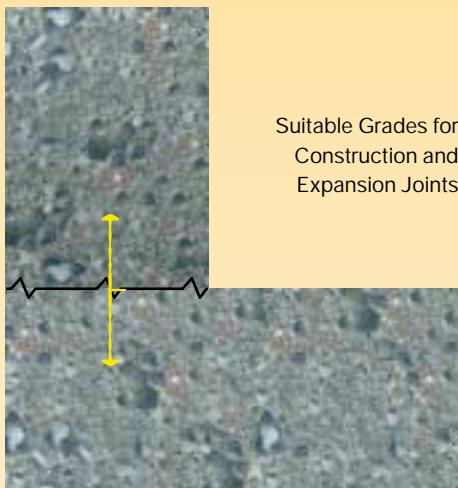 Suitable Grades for
Construction and
Expansion Joints